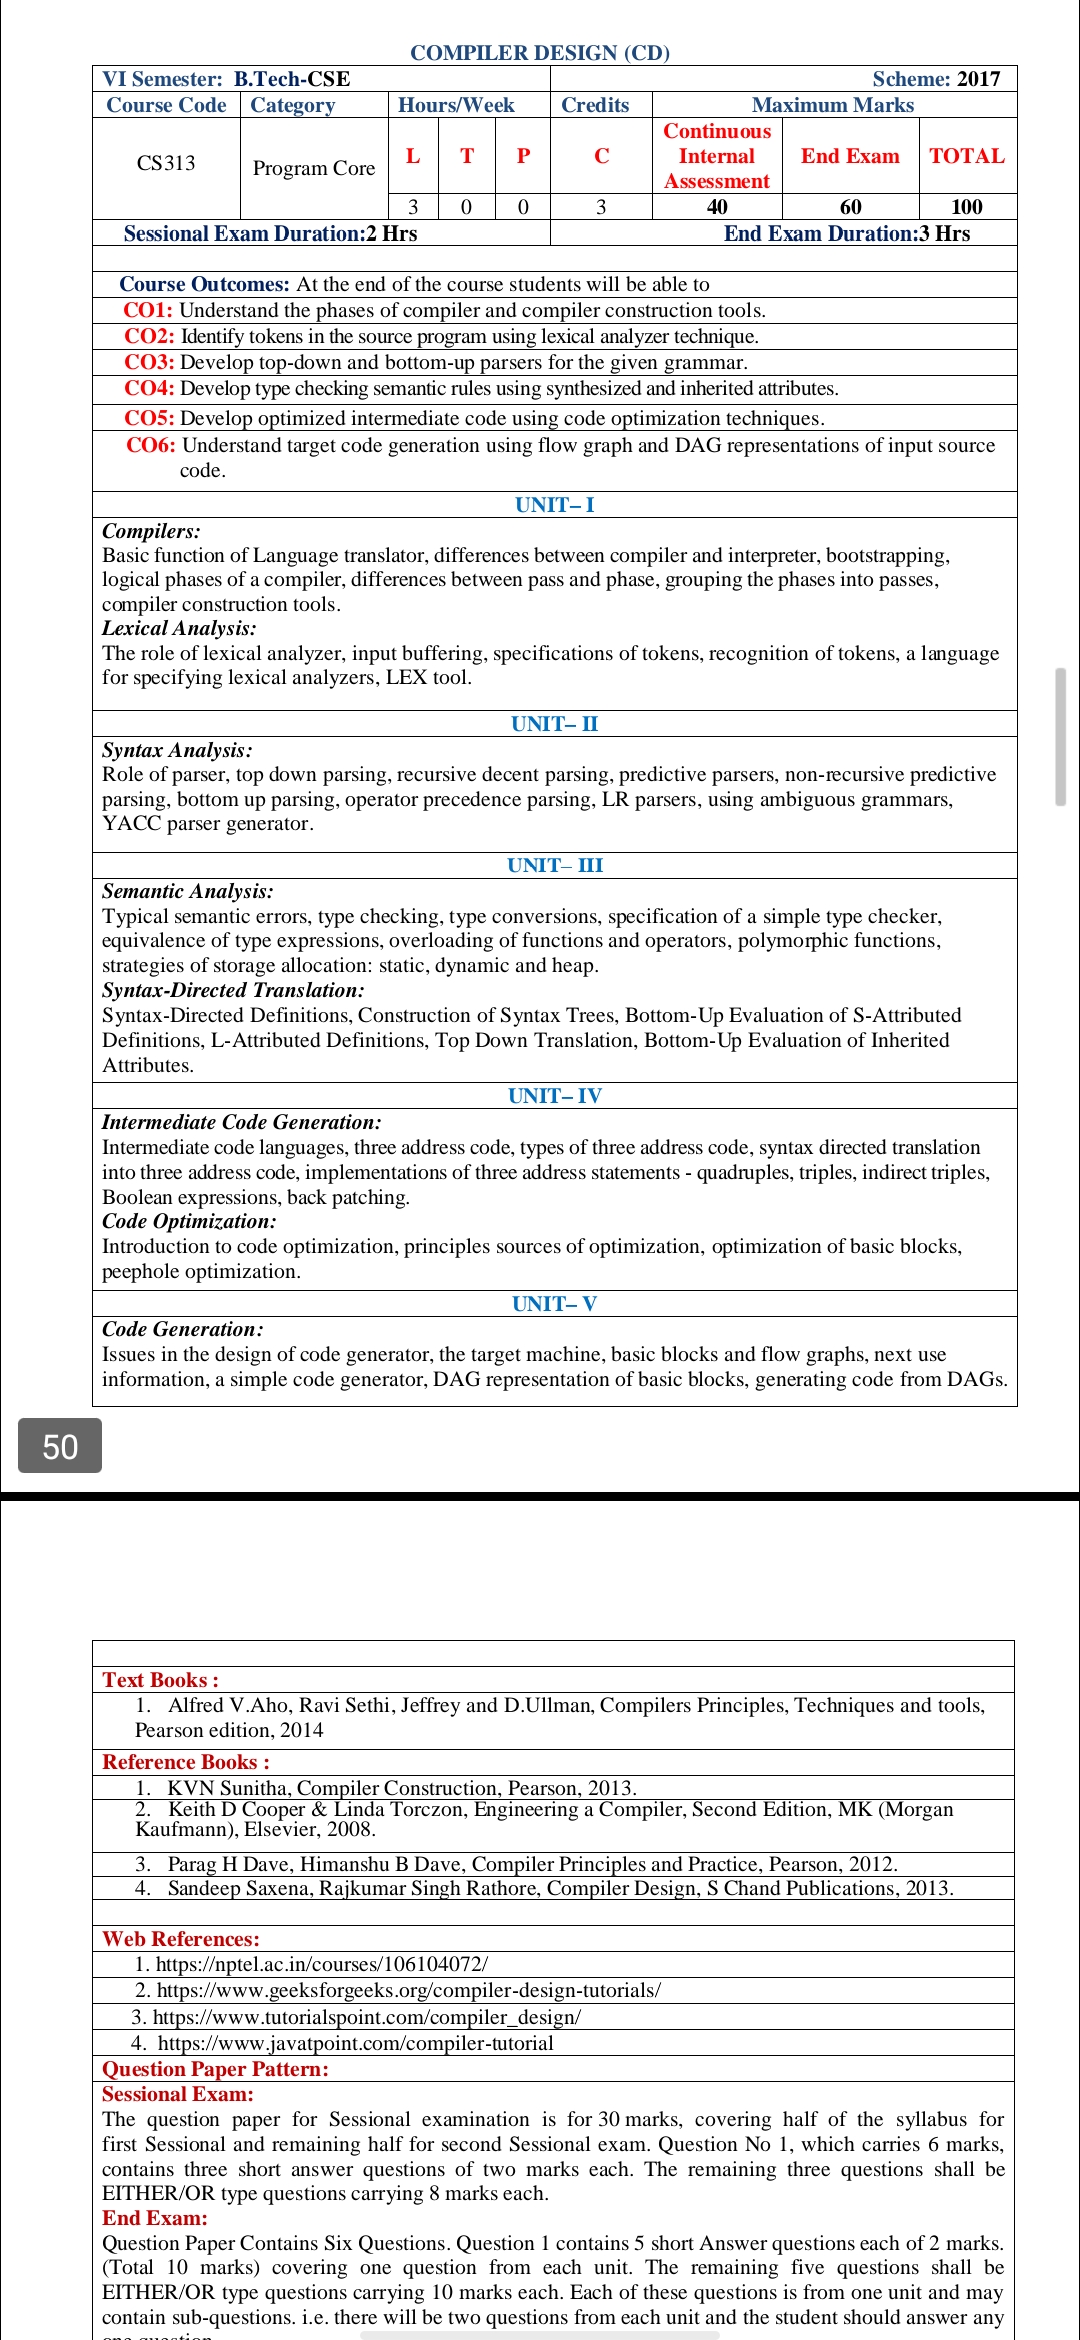 COMPILER DESIGN (CD)
VI Semester: B.Tech-CSE Scheme: 2017
Course Code Category Hours/Week Credits Maximum Marks
CS313 Program Core L T P C Continuous Internal Assessment End Exam TOTAL
3 0 0 3 40 60 100
Sessional Exam Duration:2 Hrs End Exam Duration:3 Hrs
Course Outcomes: At the end of the course students will be able to
CO1: Understand the phases of compiler and compiler construction tools.
CO2: Identify tokens in the source program using lexical analyzer technique.
CO3: Develop top-down and bottom-up parsers for the given grammar.
CO4: Develop type checking semantic rules using synthesized and inherited attributes.
CO5: Develop optimized intermediate code using code optimization techniques.
CO6: Understand target code generation using flow graph and DAG representations of input source
code.
UNIT– I
Compilers:
Basic function of Language translator, differences between compiler and interpreter, bootstrapping,
logical phases of a compiler, differences between pass and phase, grouping the phases into passes,
compiler construction tools.
Lexical Analysis:
The role of lexical analyzer, input buffering, specifications of tokens, recognition of tokens, a language
for specifying lexical analyzers, LEX tool.
UNIT– II
Syntax Analysis:
Role of parser, top down parsing, recursive decent parsing, predictive parsers, non-recursive predictive
parsing, bottom up parsing, operator precedence parsing, LR parsers, using ambiguous grammars,
YACC parser generator.
UNIT– III
Semantic Analysis:
Typical semantic errors, type checking, type conversions, specification of a simple type checker,
equivalence of type expressions, overloading of functions and operators, polymorphic functions,
strategies of storage allocation: static, dynamic and heap.
Syntax-Directed Translation:
Syntax-Directed Definitions, Construction of Syntax Trees, Bottom-Up Evaluation of S-Attributed
Definitions, L-Attributed Definitions, Top Down Translation, Bottom-Up Evaluation of Inherited
Attributes.
UNIT– IV
Intermediate Code Generation:
Intermediate code languages, three address code, types of three address code, syntax directed translation
into three address code, implementations of three address statements - quadruples, triples, indirect triples,
Boolean expressions, back patching.
Code Optimization:
Introduction to code optimization, principles sources of optimization, optimization of basic blocks,
peephole optimization.
UNIT– V
Code Generation:
Issues in the design of code generator, the target machine, basic blocks and flow graphs, next use
information, a simple code generator, DAG representation of basic blocks, generating code from DAGs.
50
Text Books :
1. Alfred V.Aho, Ravi Sethi, Jeffrey and D.Ullman, Compilers Principles, Techniques and tools,
Pearson edition, 2014
Reference Books :
1. KVN Sunitha, Compiler Construction, Pearson, 2013.
2. Keith D Cooper & Linda Torczon, Engineering a Compiler, Second Edition, MK (Morgan
Kaufmann), Elsevier, 2008.
3. Parag H Dave, Himanshu B Dave, Compiler Principles and Practice, Pearson, 2012.
4. Sandeep Saxena, Rajkumar Singh Rathore, Compiler Design, S Chand Publications, 2013.
Web References:
1. https://nptel.ac.in/courses/106104072/
2. https://www.geeksforgeeks.org/compiler-design-tutorials/
3. https://www.tutorialspoint.com/compiler_design/
4. https://www.javatpoint.com/compiler-tutorial
Question Paper Pattern:
Sessional Exam:
The question paper for Sessional examination is for 30 marks, covering half of the syllabus for
first Sessional and remaining half for second Sessional exam. Question No 1, which carries 6 marks,
contains three short answer questions of two marks each. The remaining three questions shall be
EITHER/OR type questions carrying 8 marks each.
End Exam:
Question Paper Contains Six Questions. Question 1 contains 5 short Answer questions each of 2 marks.
(Total 10 marks) covering one question from each unit. The remaining five questions shall be
EITHER/OR type questions carrying 10 marks each. Each of these questions is from one unit and may
contain sub-questions. i.e. there will be two questions from each unit and the student should answer any